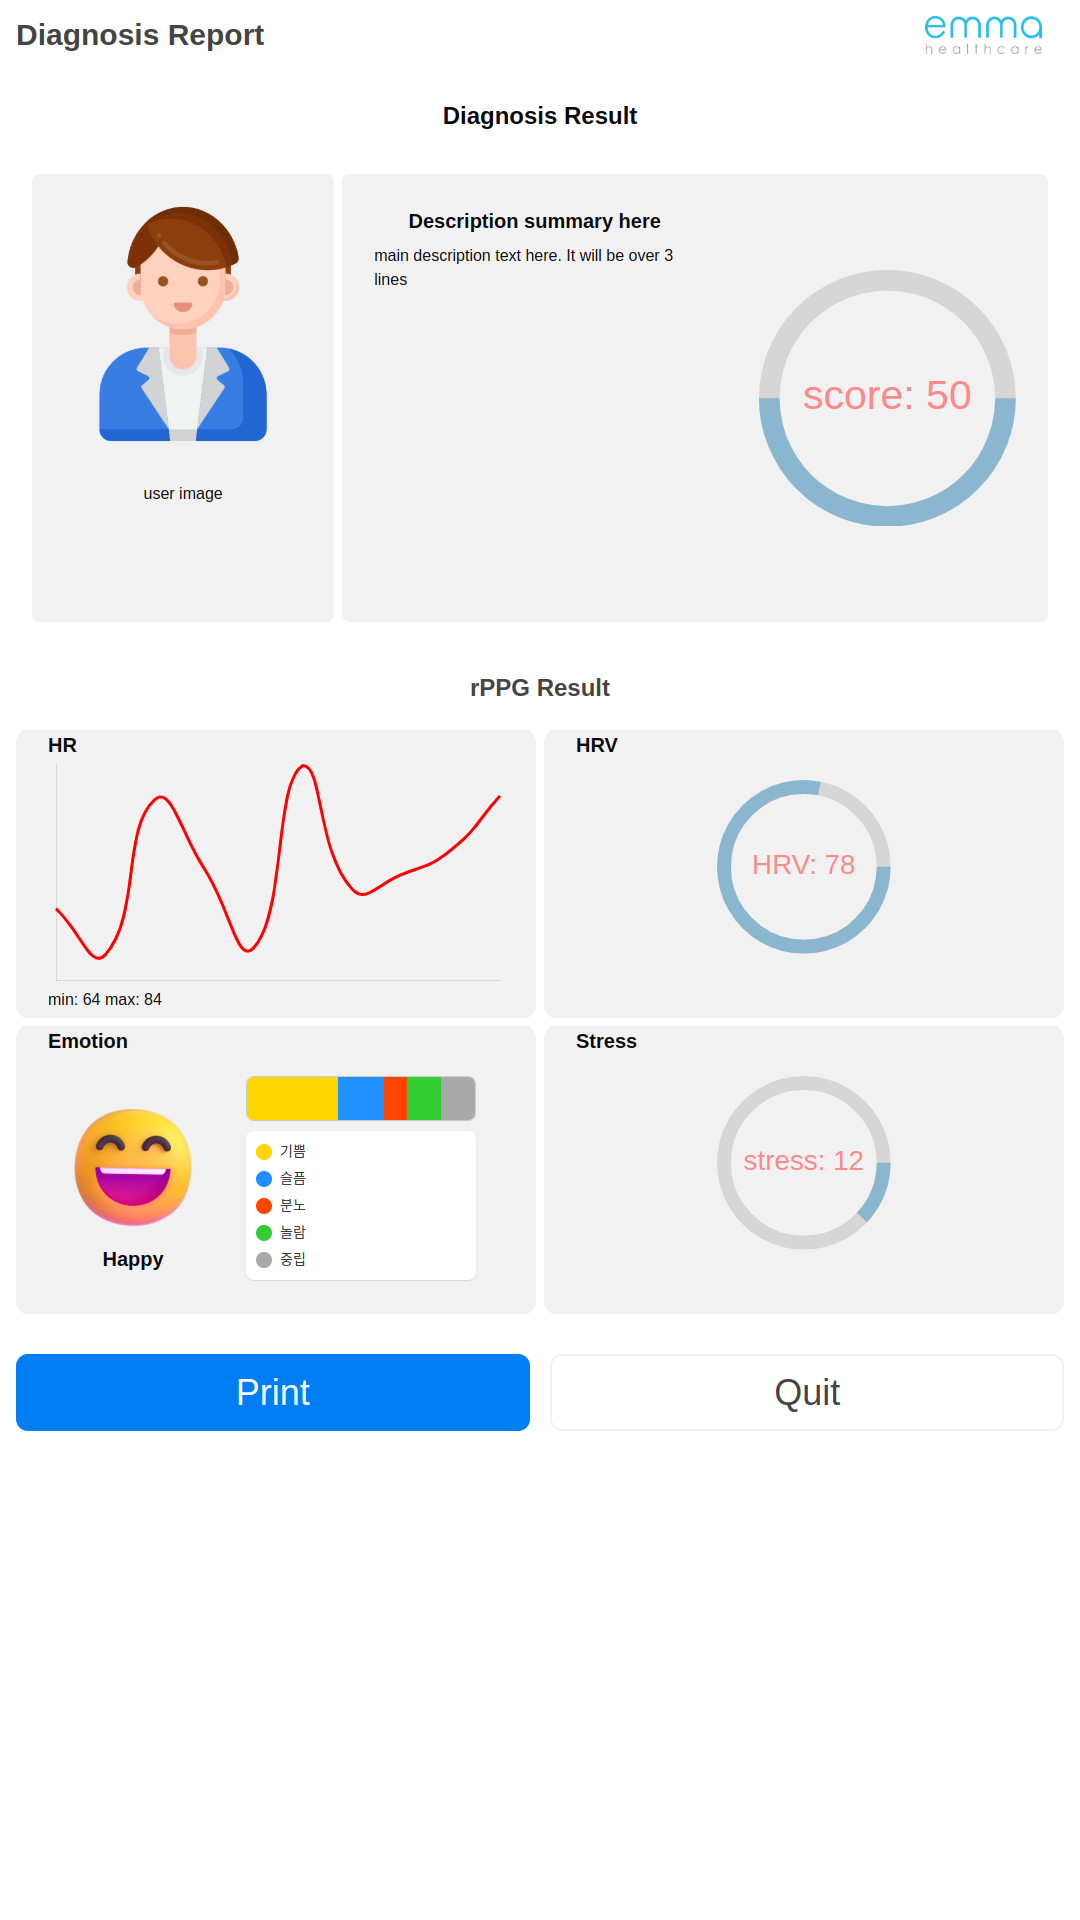 Diagnosis Report
emma
healthcare
Diagnosis Result
Description summary here
main description text here. It will be over 3
lines
score: 50
user image
rPPG Result
HR
min: 64 max: 84
HRV
HRV: 78
Emotion
Happy
기쁨
슬픔
분노
놀람
중립
Stress
stress: 12
Print
Quit